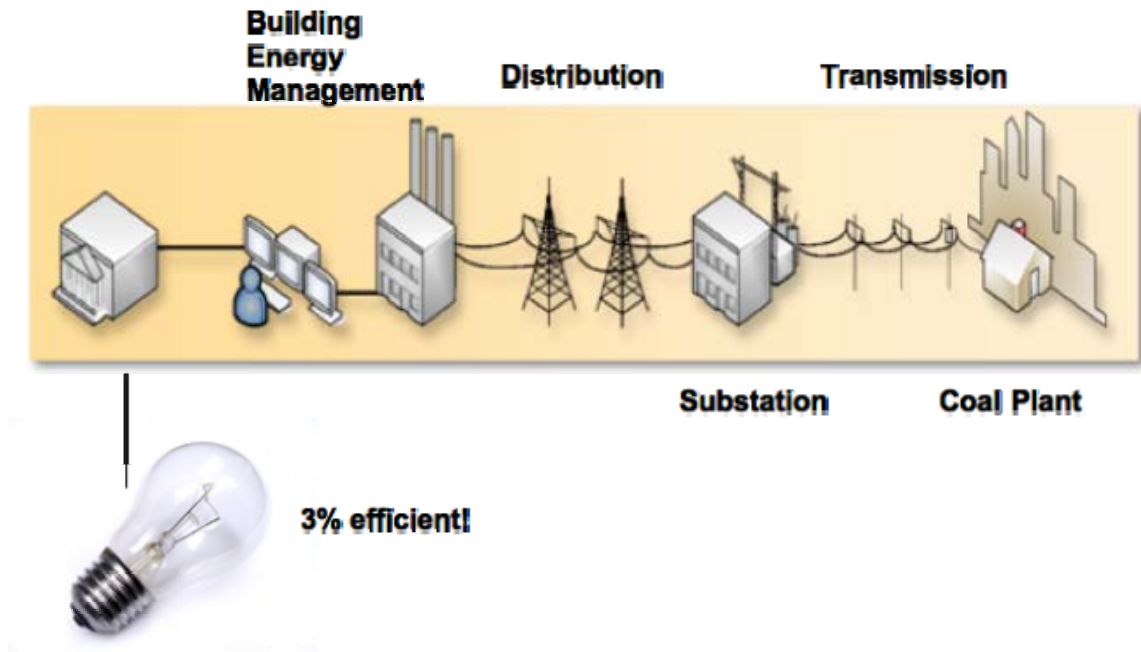 Building
Energy
Management
Distribution
Transmission
Substation
Coal Plant
3% efficient!